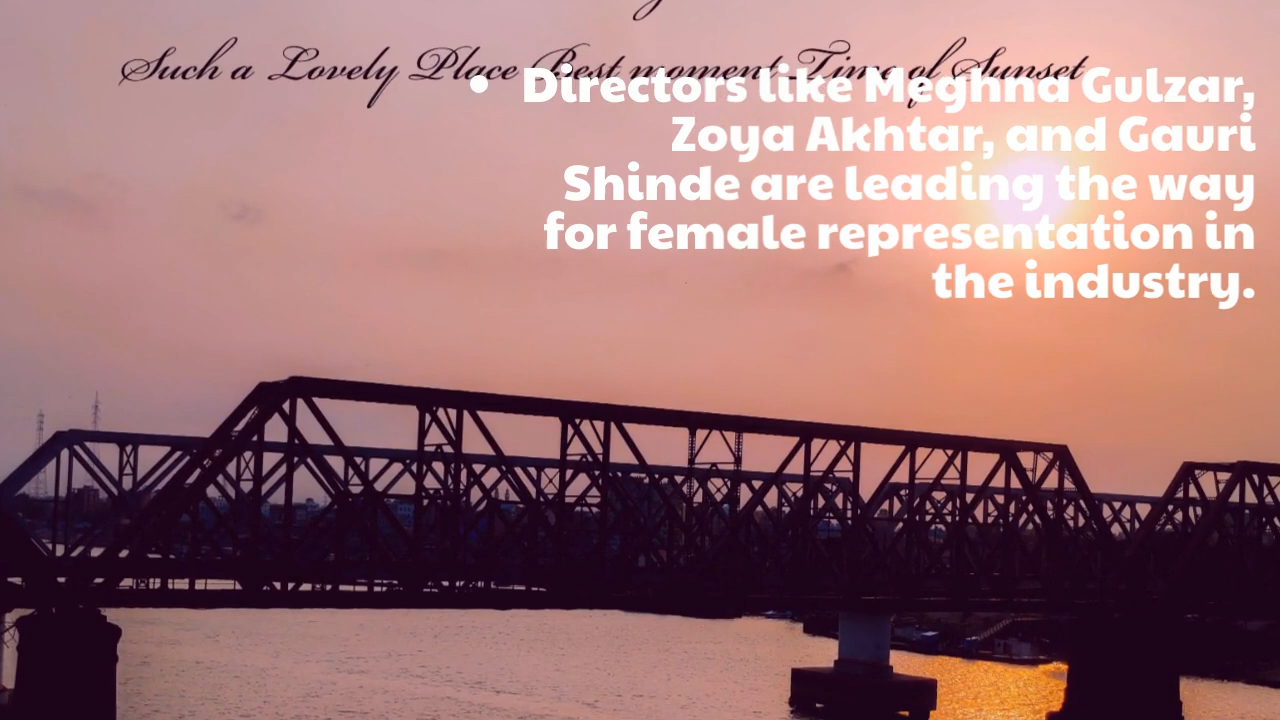 Such a Lovely Place Best moment Time of Sunset
• Directors like Meghna Gulzar,
Zoya Akhtar, and Gauri
Shinde are leading the way
for female representation in
the industry.